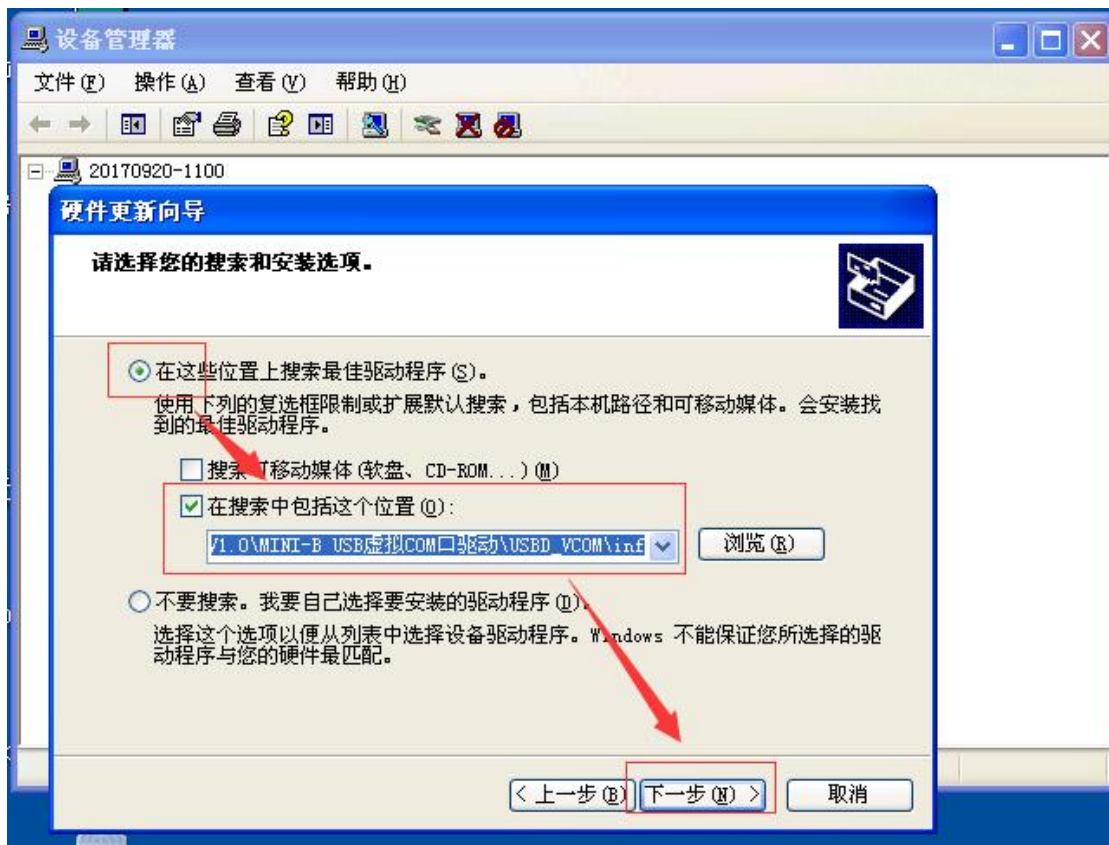 设备管理器
文件(F) 操作(A) 查看(V) 帮助(H)
20170920-1100
硬件更新向导
请选择您的搜索和安装选项。
在这些位置上搜索最佳驱动程序(S)。
使用下列的复选框限制或扩展默认搜索，包括本机路径和可移动媒体。会安装找
到的最佳驱动程序。
搜索可移动媒体(软盘、CD-ROM...)(M)
在搜索中包括这个位置(O):
V1.0\MINI-B USB虚拟COM口驱动\USBD_VCOM\inf
浏览(R)
不要搜索。我要自己选择要安装的驱动程序(D)。
选择这个选项以便从列表中选择设备驱动程序。Windows 不能保证您所选择的驱
动程序与您的硬件最匹配。
< 上一步(B) 下一步(N) > 取消